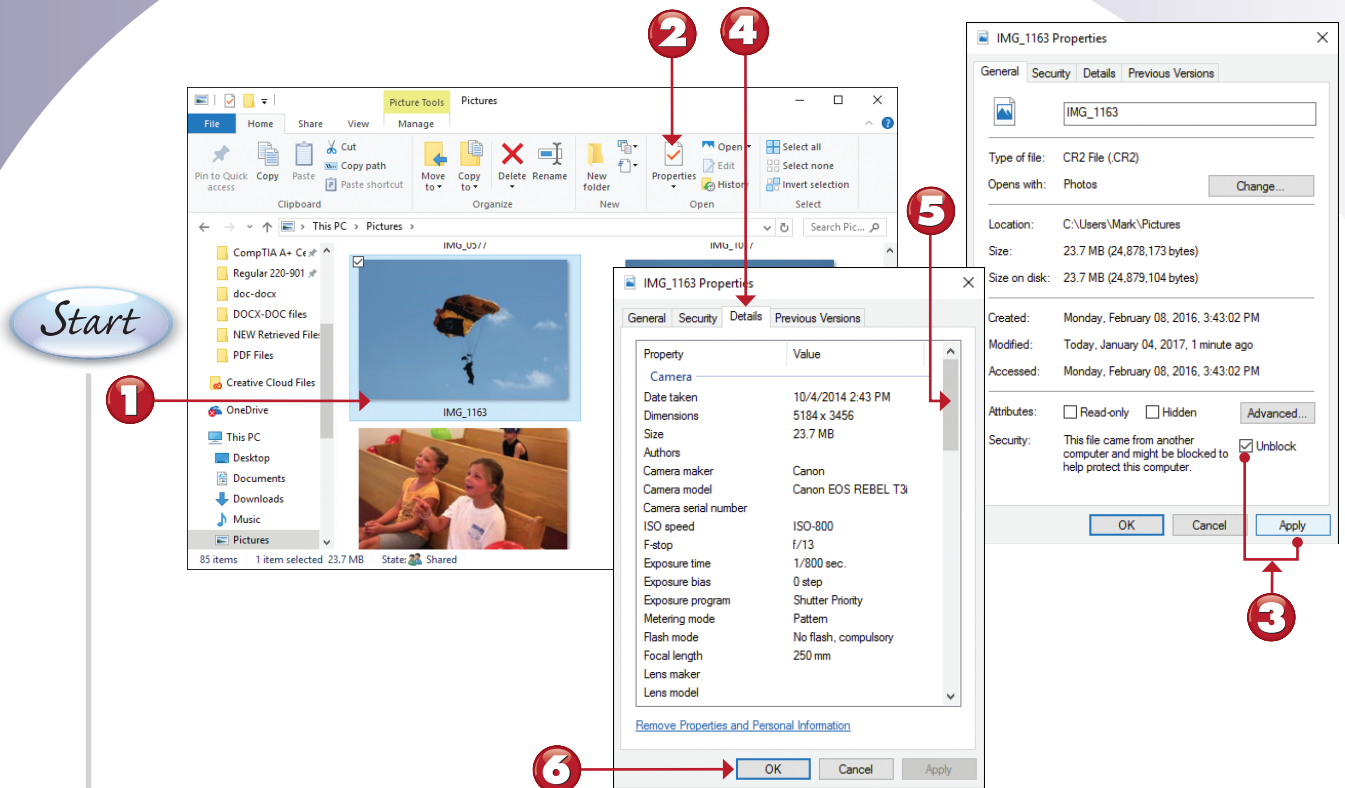 2
4
IMG_1163 Properties
General Security Details Previous Versions
IMG_1163
Type of file: CR2 File (.CR2)
Opens with: Photos Change...
Location: C:\Users\Mark\Pictures
Size: 23.7 MB (24,878,173 bytes)
Size on disk: 23.7 MB (24,879,104 bytes)
Created: Monday, February 08, 2016, 3:43:02 PM
Modified: Today, January 04, 2017, 1 minute ago
Accessed: Monday, February 08, 2016, 3:43:02 PM
Attributes: Read-only Hidden Advanced...
Security: This file came from another
computer and might be blocked to
help protect this computer.
Unblock
OK Cancel Apply
3
Picture Tools Pictures
File Home Share View Manage
Pin to Quick
access
Copy
Paste
Cut
Copy path
Paste shortcut
Clipboard
Move
to
Copy
to
Delete
Rename
Organize
New
folder
New
Properties
Open
Edit
History
Open
Select all
Select none
Invert selection
Select
5
This PC > Pictures >
Search Pic...
CompTIA A+ Ce
Regular 220-901
doc-docx
DOCX-DOC files
NEW Retrieved Files
PDF Files
Creative Cloud Files
OneDrive
This PC
Desktop
Documents
Downloads
Music
Pictures
IMG_0577
IMG_1163
85 items 1 item selected 23.7 MB State: Shared
Start
1
IMG_1163 Properties
General Security Details Previous Versions
Property Value
Camera
Date taken 10/4/2014 2:43 PM
Dimensions 5184 x 3456
Size 23.7 MB
Authors
Camera maker Canon
Camera model Canon EOS REBEL T3i
Camera serial number
ISO speed ISO-800
F-stop f/13
Exposure time 1/800 sec.
Exposure bias 0 step
Exposure program Shutter Priority
Metering mode Pattern
Flash mode No flash, compulsory
Focal length 250 mm
Lens maker
Lens model
Remove Properties and Personal Information
OK Cancel Apply
6